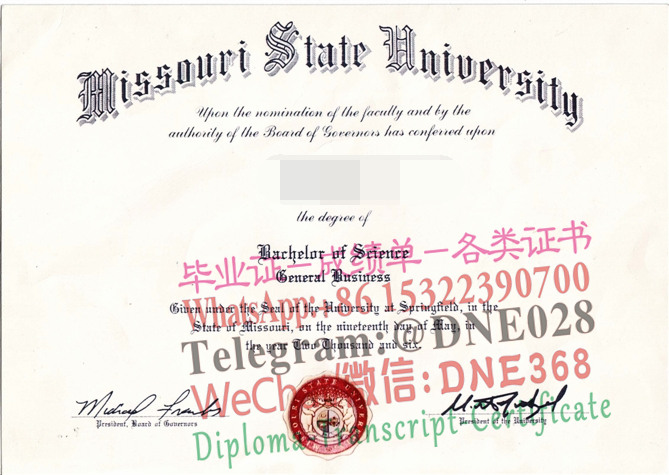 Missouri State University
Upon the nomination of the faculty and by the
authority of the Board of Governors has conferred upon
the degree of
Bachelor of Science
General Business
毕业证—成绩单—各类证书
WhatsApp:+86 15322390700
Given under the Seal of the University at Springfield, in the
State of Missouri, on the nineteenth day of May, in
the year Two Thousand and six.
Telegram:@DNE028
WeChat/微信:DNE368
President, Board of Governors
President of the University
Diploma Transcript Certificate